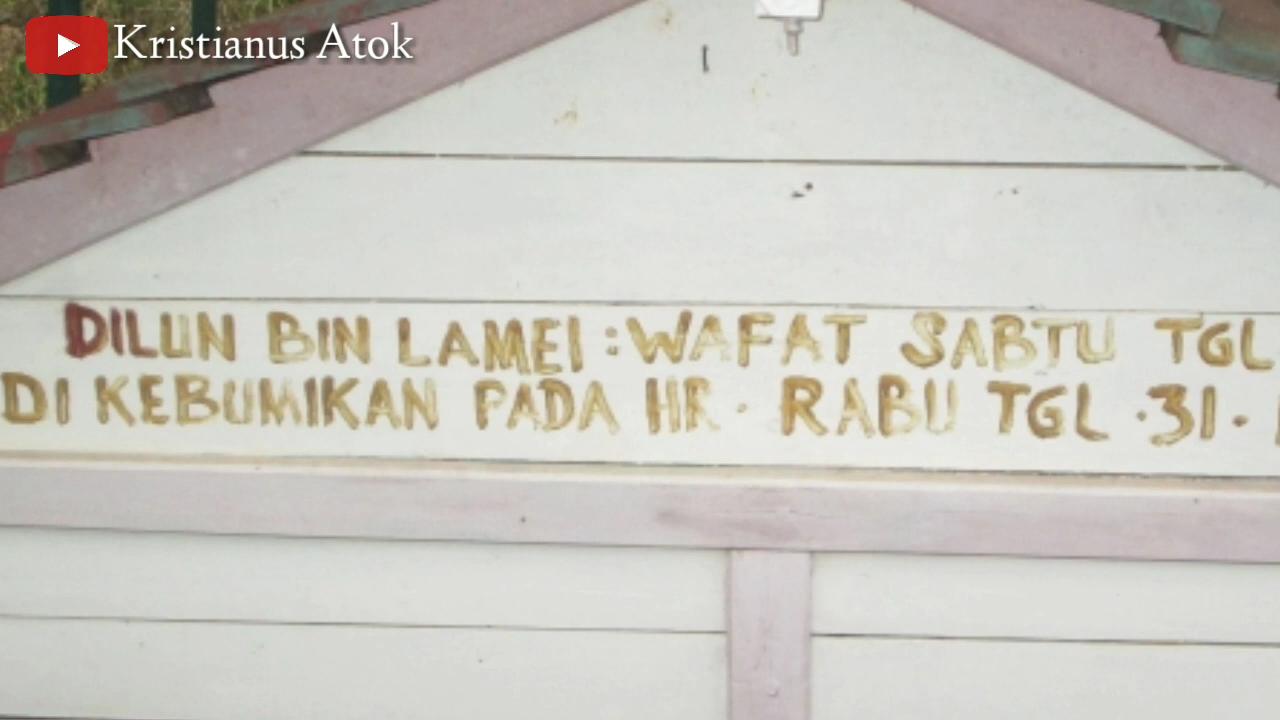 Kristianus Atok
DILUN BIN LAMEI : WAFAT SABTU TGL
DI KEBUMIKAN PADA HR. RABU TGL .31.